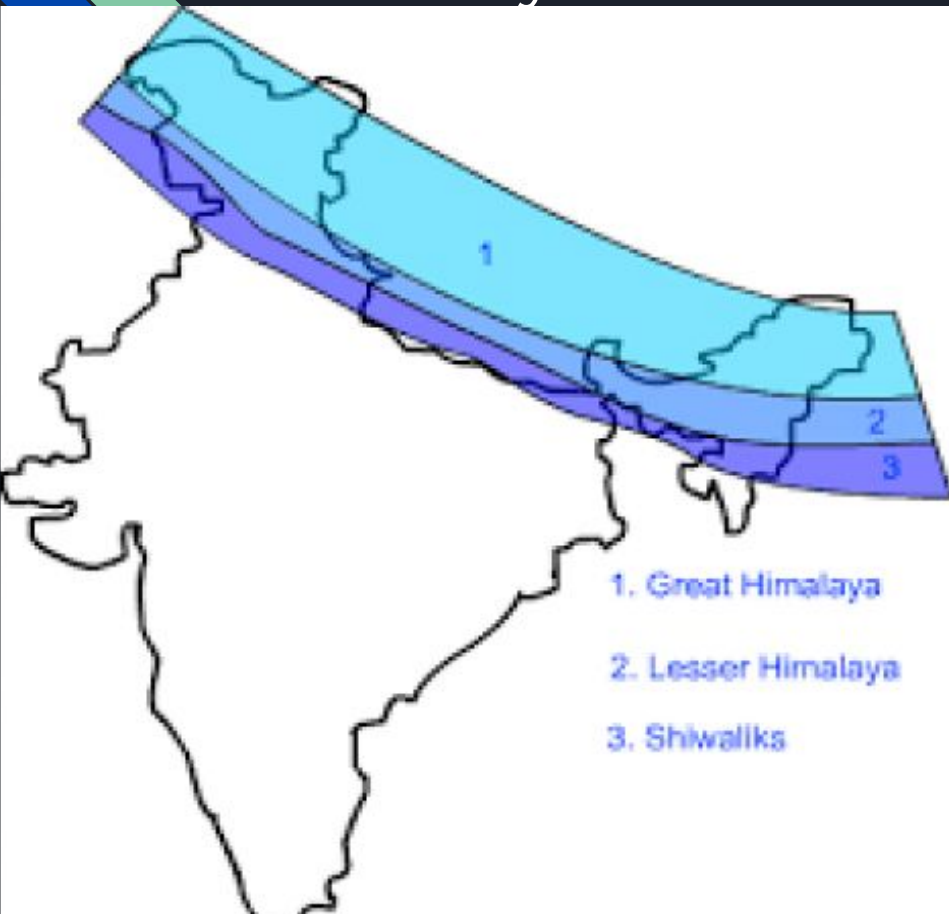 1
2
3
1. Great Himalaya
2. Lesser Himalaya
3. Shiwaliks